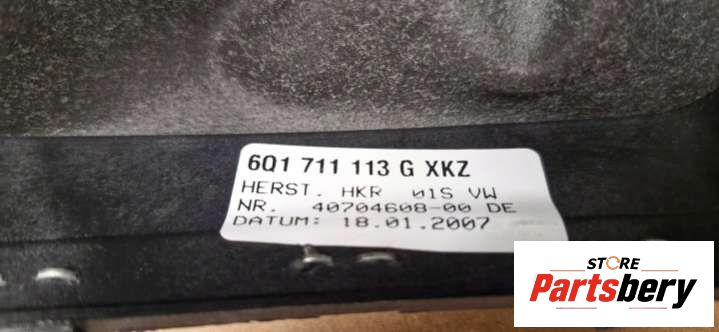 6Q1 711 113 G XKZ
HERST. HKR 01S VW
NR. 40704608-00 DE
DATUM: 18.01.2007
STORE
Partsbery